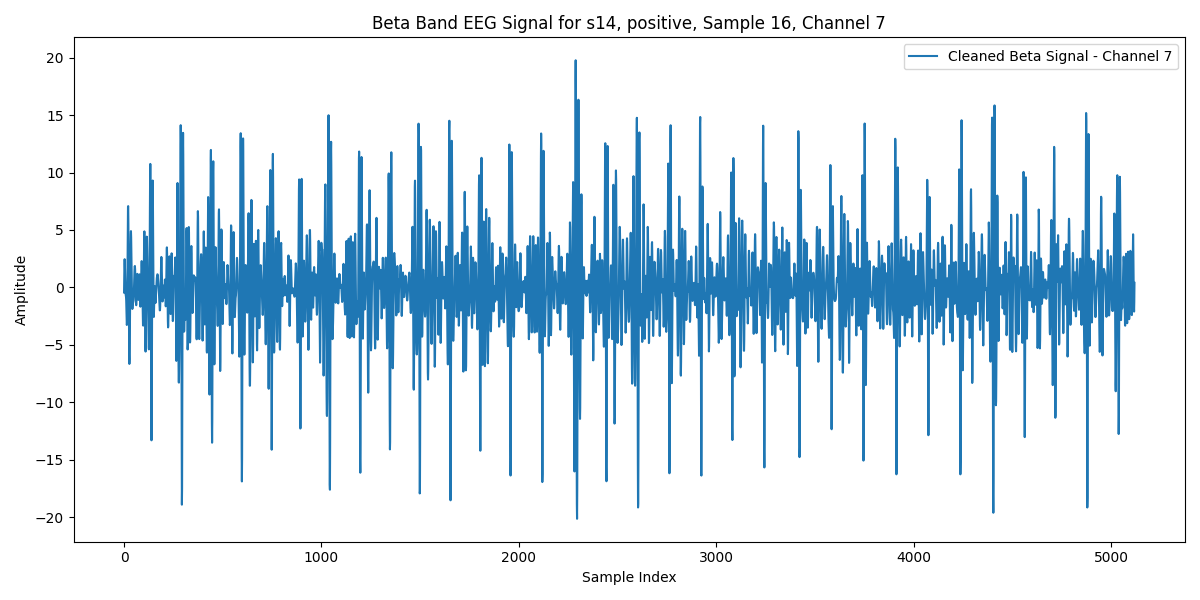 Beta Band EEG Signal for s14, positive, Sample 16, Channel 7
Cleaned Beta Signal - Channel 7
20
15
10
5
0
−5
−10
−15
−20
Amplitude
0 1000 2000 3000 4000 5000
Sample Index